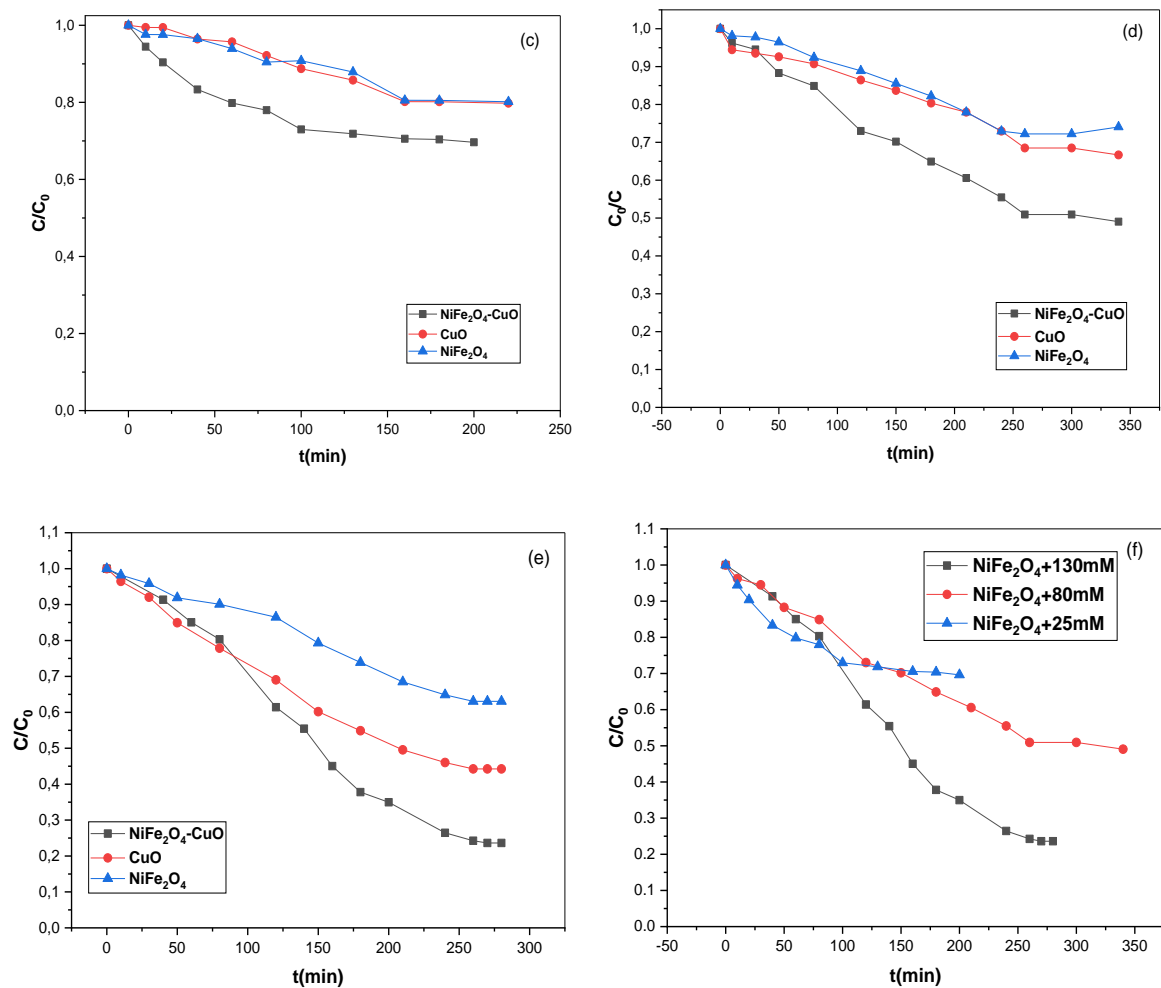 (c)
1,0
0,8
0,6
0,4
0,2
0,0
C/C₀
NiFe₂O₄-CuO
CuO
NiFe₂O₄
0 50 100 150 200 250
t(min)
(d)
1,0
0,9
0,8
0,7
0,6
0,5
0,4
0,3
0,2
0,1
0,0
C₀/C
NiFe₂O₄-CuO
CuO
NiFe₂O₄
-50 0 50 100 150 200 250 300 350
t(min)
(e)
1,1
1,0
0,9
0,8
0,7
0,6
0,5
0,4
0,3
0,2
0,1
0,0
C/C₀
NiFe₂O₄-CuO
CuO
NiFe₂O₄
0 50 100 150 200 250 300
t(min)
(f)
1.1
1.0
0.9
0.8
0.7
0.6
0.5
0.4
0.3
0.2
0.1
0.0
C/C₀
NiFe₂O₄+130mM
NiFe₂O₄+80mM
NiFe₂O₄+25mM
-50 0 50 100 150 200 250 300 350
t(min)